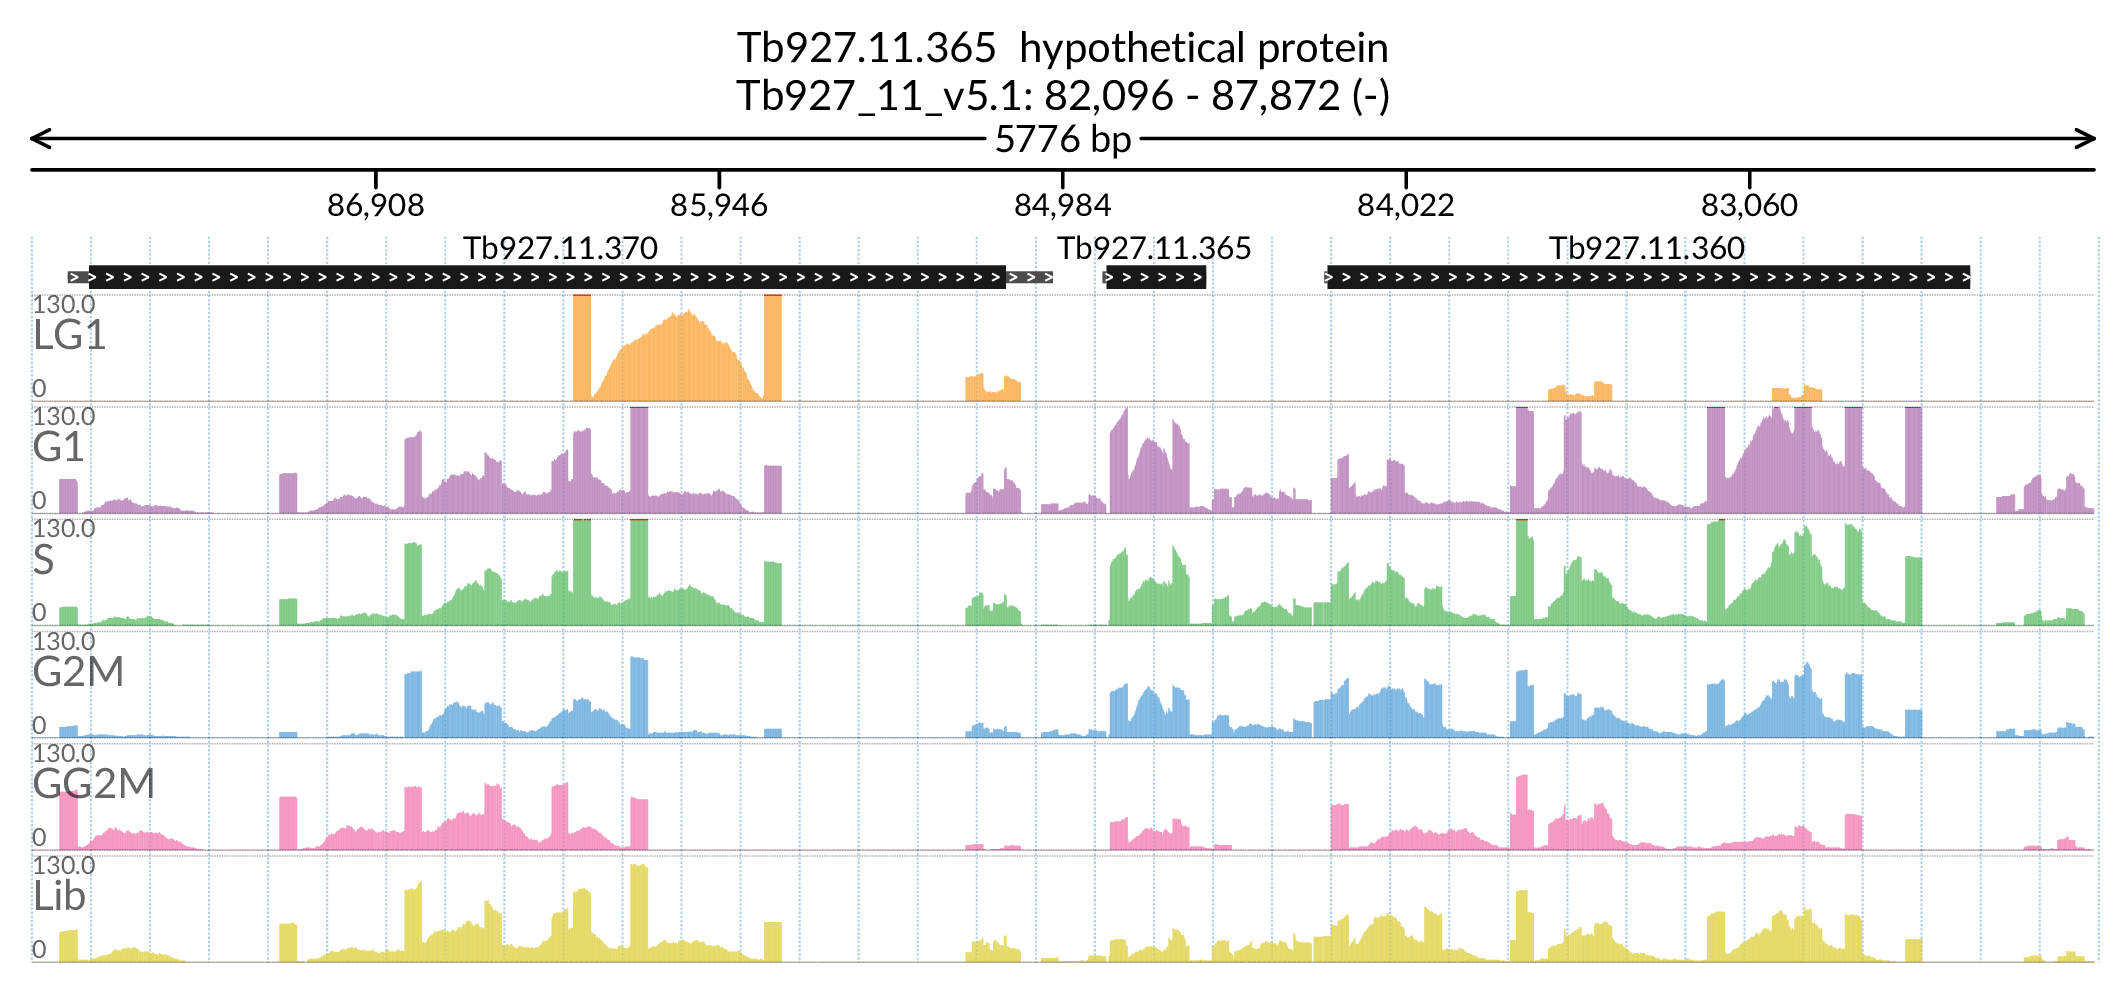 Tb927.11.365  hypothetical protein
Tb927_11_v5.1: 82,096 - 87,872 (-)
5776 bp
86,908 85,946 84,984 84,022 83,060
Tb927.11.370 Tb927.11.365 Tb927.11.360
130.0
LG1
0
130.0
G1
0
130.0
S
0
130.0
G2M
0
130.0
GG2M
0
130.0
Lib
0